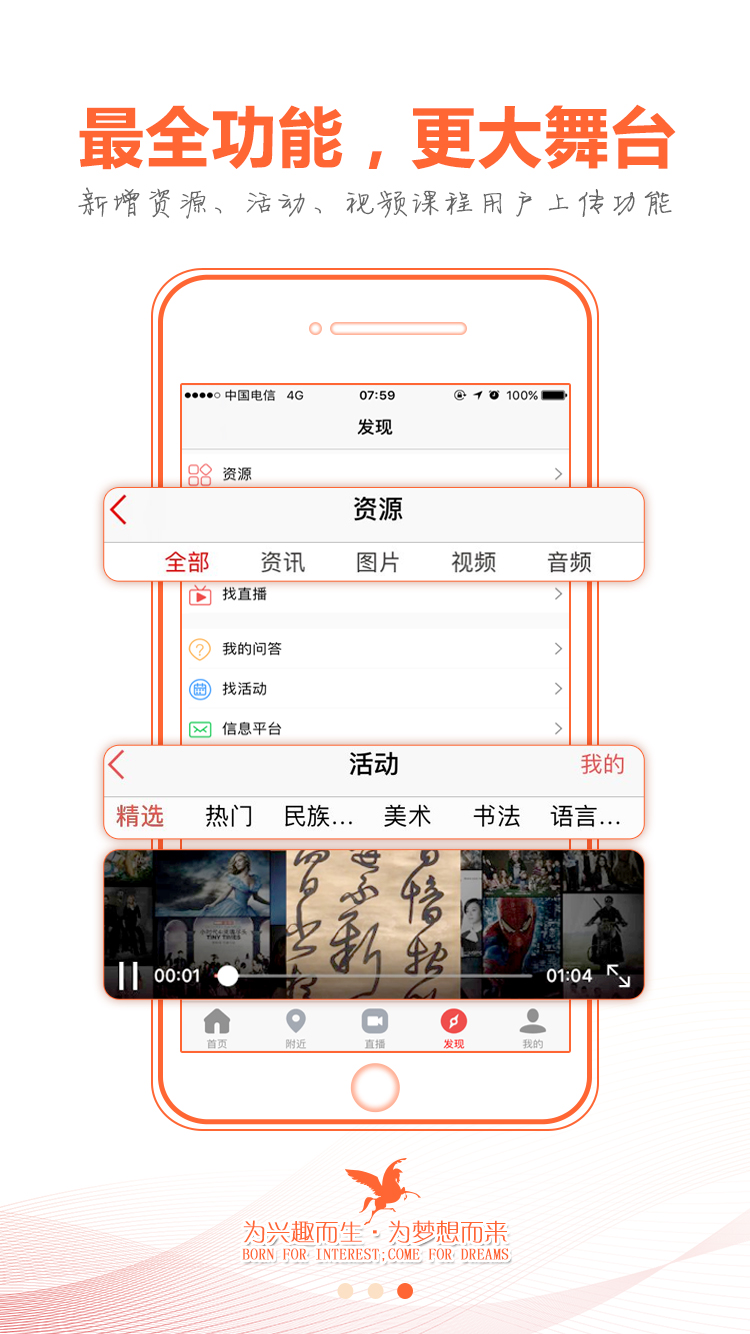 最全功能，更大舞台
新增资源、活动、视频课程用户上传功能
中国电信 4G 07:59 100%
发现
资源
资源
全部 资讯 图片 视频 音频
找直播
我的问答
找活动
信息平台
活动 我的
精选 热门 民族... 美术 书法 语言...
TINY TIMES
00:01 01:04
首页 附近 直播 发现 我的
为兴趣而生·为梦想而来
BORN FOR INTEREST;COME FOR DREAMS